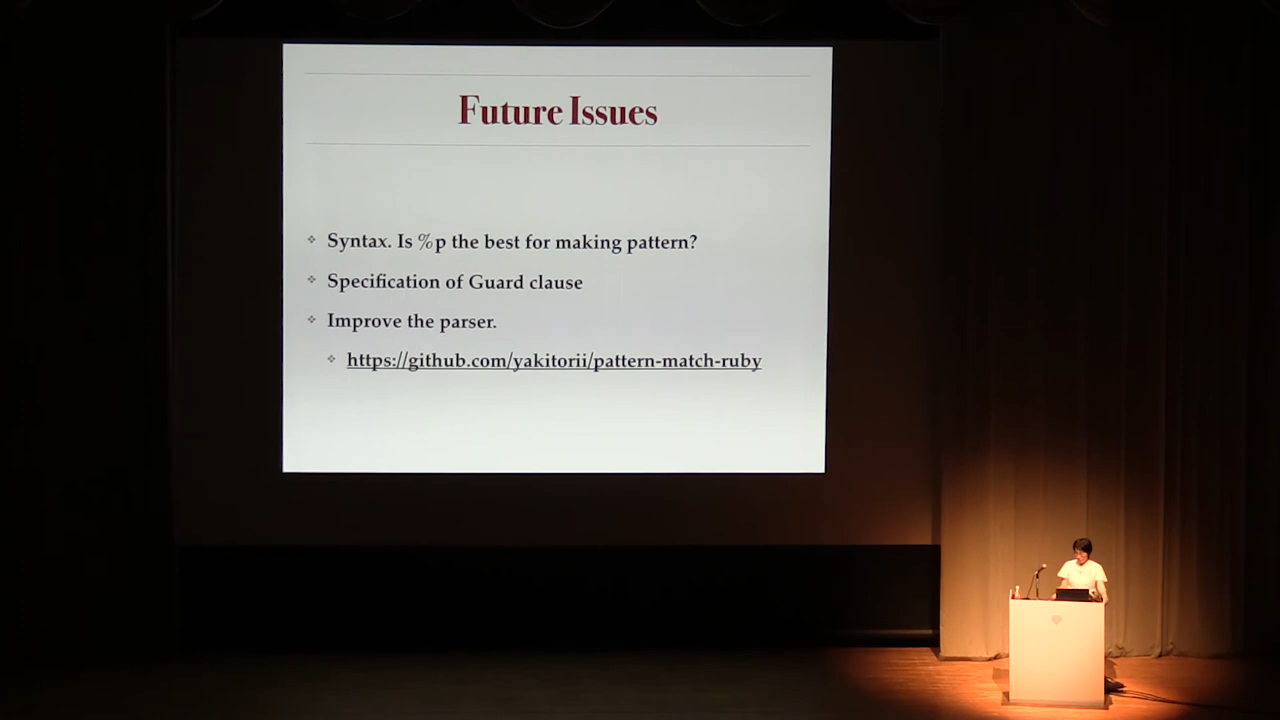 Future Issues
Syntax. Is %p the best for making pattern?
Specification of Guard clause
Improve the parser.
https://github.com/yakitorii/pattern-match-ruby